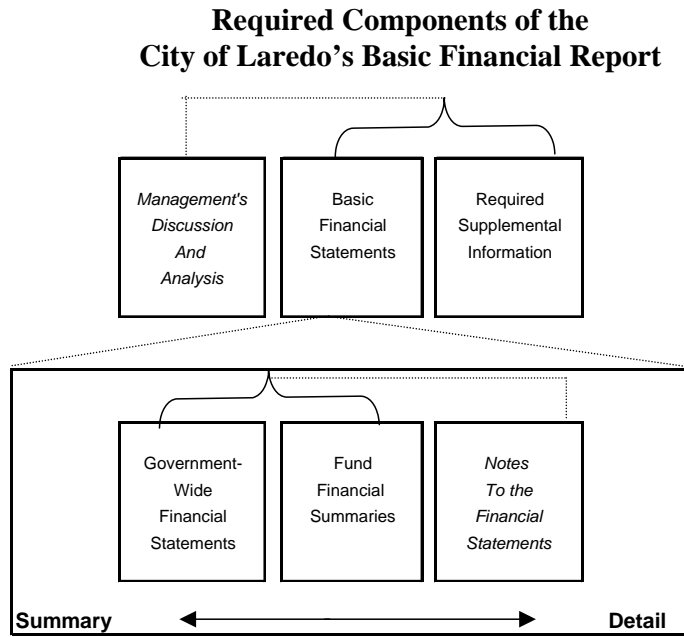 Required Components of the
City of Laredo's Basic Financial Report
Management's
Discussion
And
Analysis
Basic
Financial
Statements
Required
Supplemental
Information
Government-
Wide
Financial
Statements
Fund
Financial
Summaries
Notes
To the
Financial
Statements
Summary
Detail